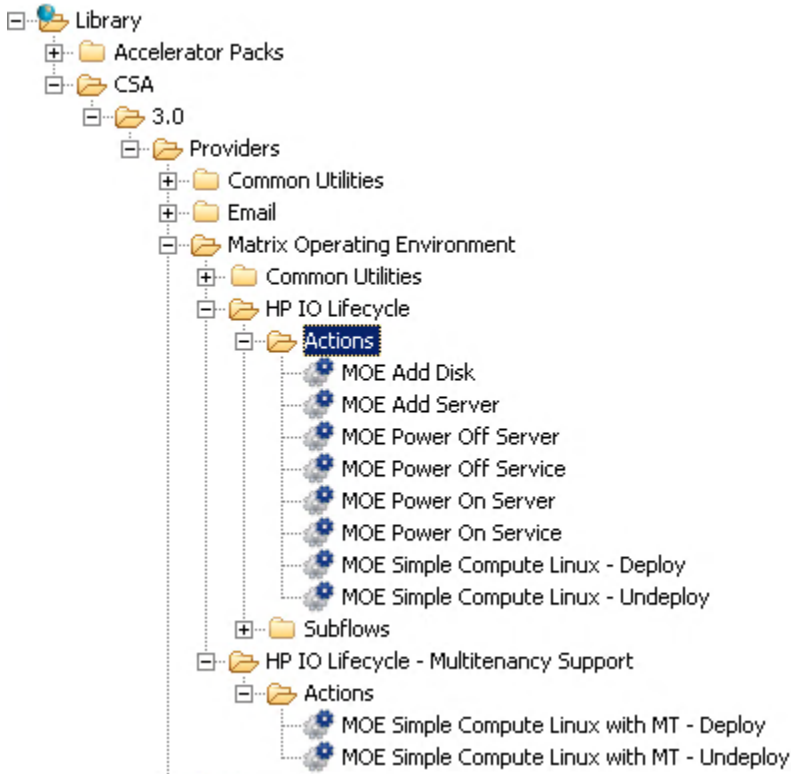 Library
Accelerator Packs
CSA
3.0
Providers
Common Utilities
Email
Matrix Operating Environment
Common Utilities
HP IO Lifecycle
Actions
MOE Add Disk
MOE Add Server
MOE Power Off Server
MOE Power Off Service
MOE Power On Server
MOE Power On Service
MOE Simple Compute Linux - Deploy
MOE Simple Compute Linux - Undeploy
Subflows
HP IO Lifecycle - Multitenancy Support
Actions
MOE Simple Compute Linux with MT - Deploy
MOE Simple Compute Linux with MT - Undeploy